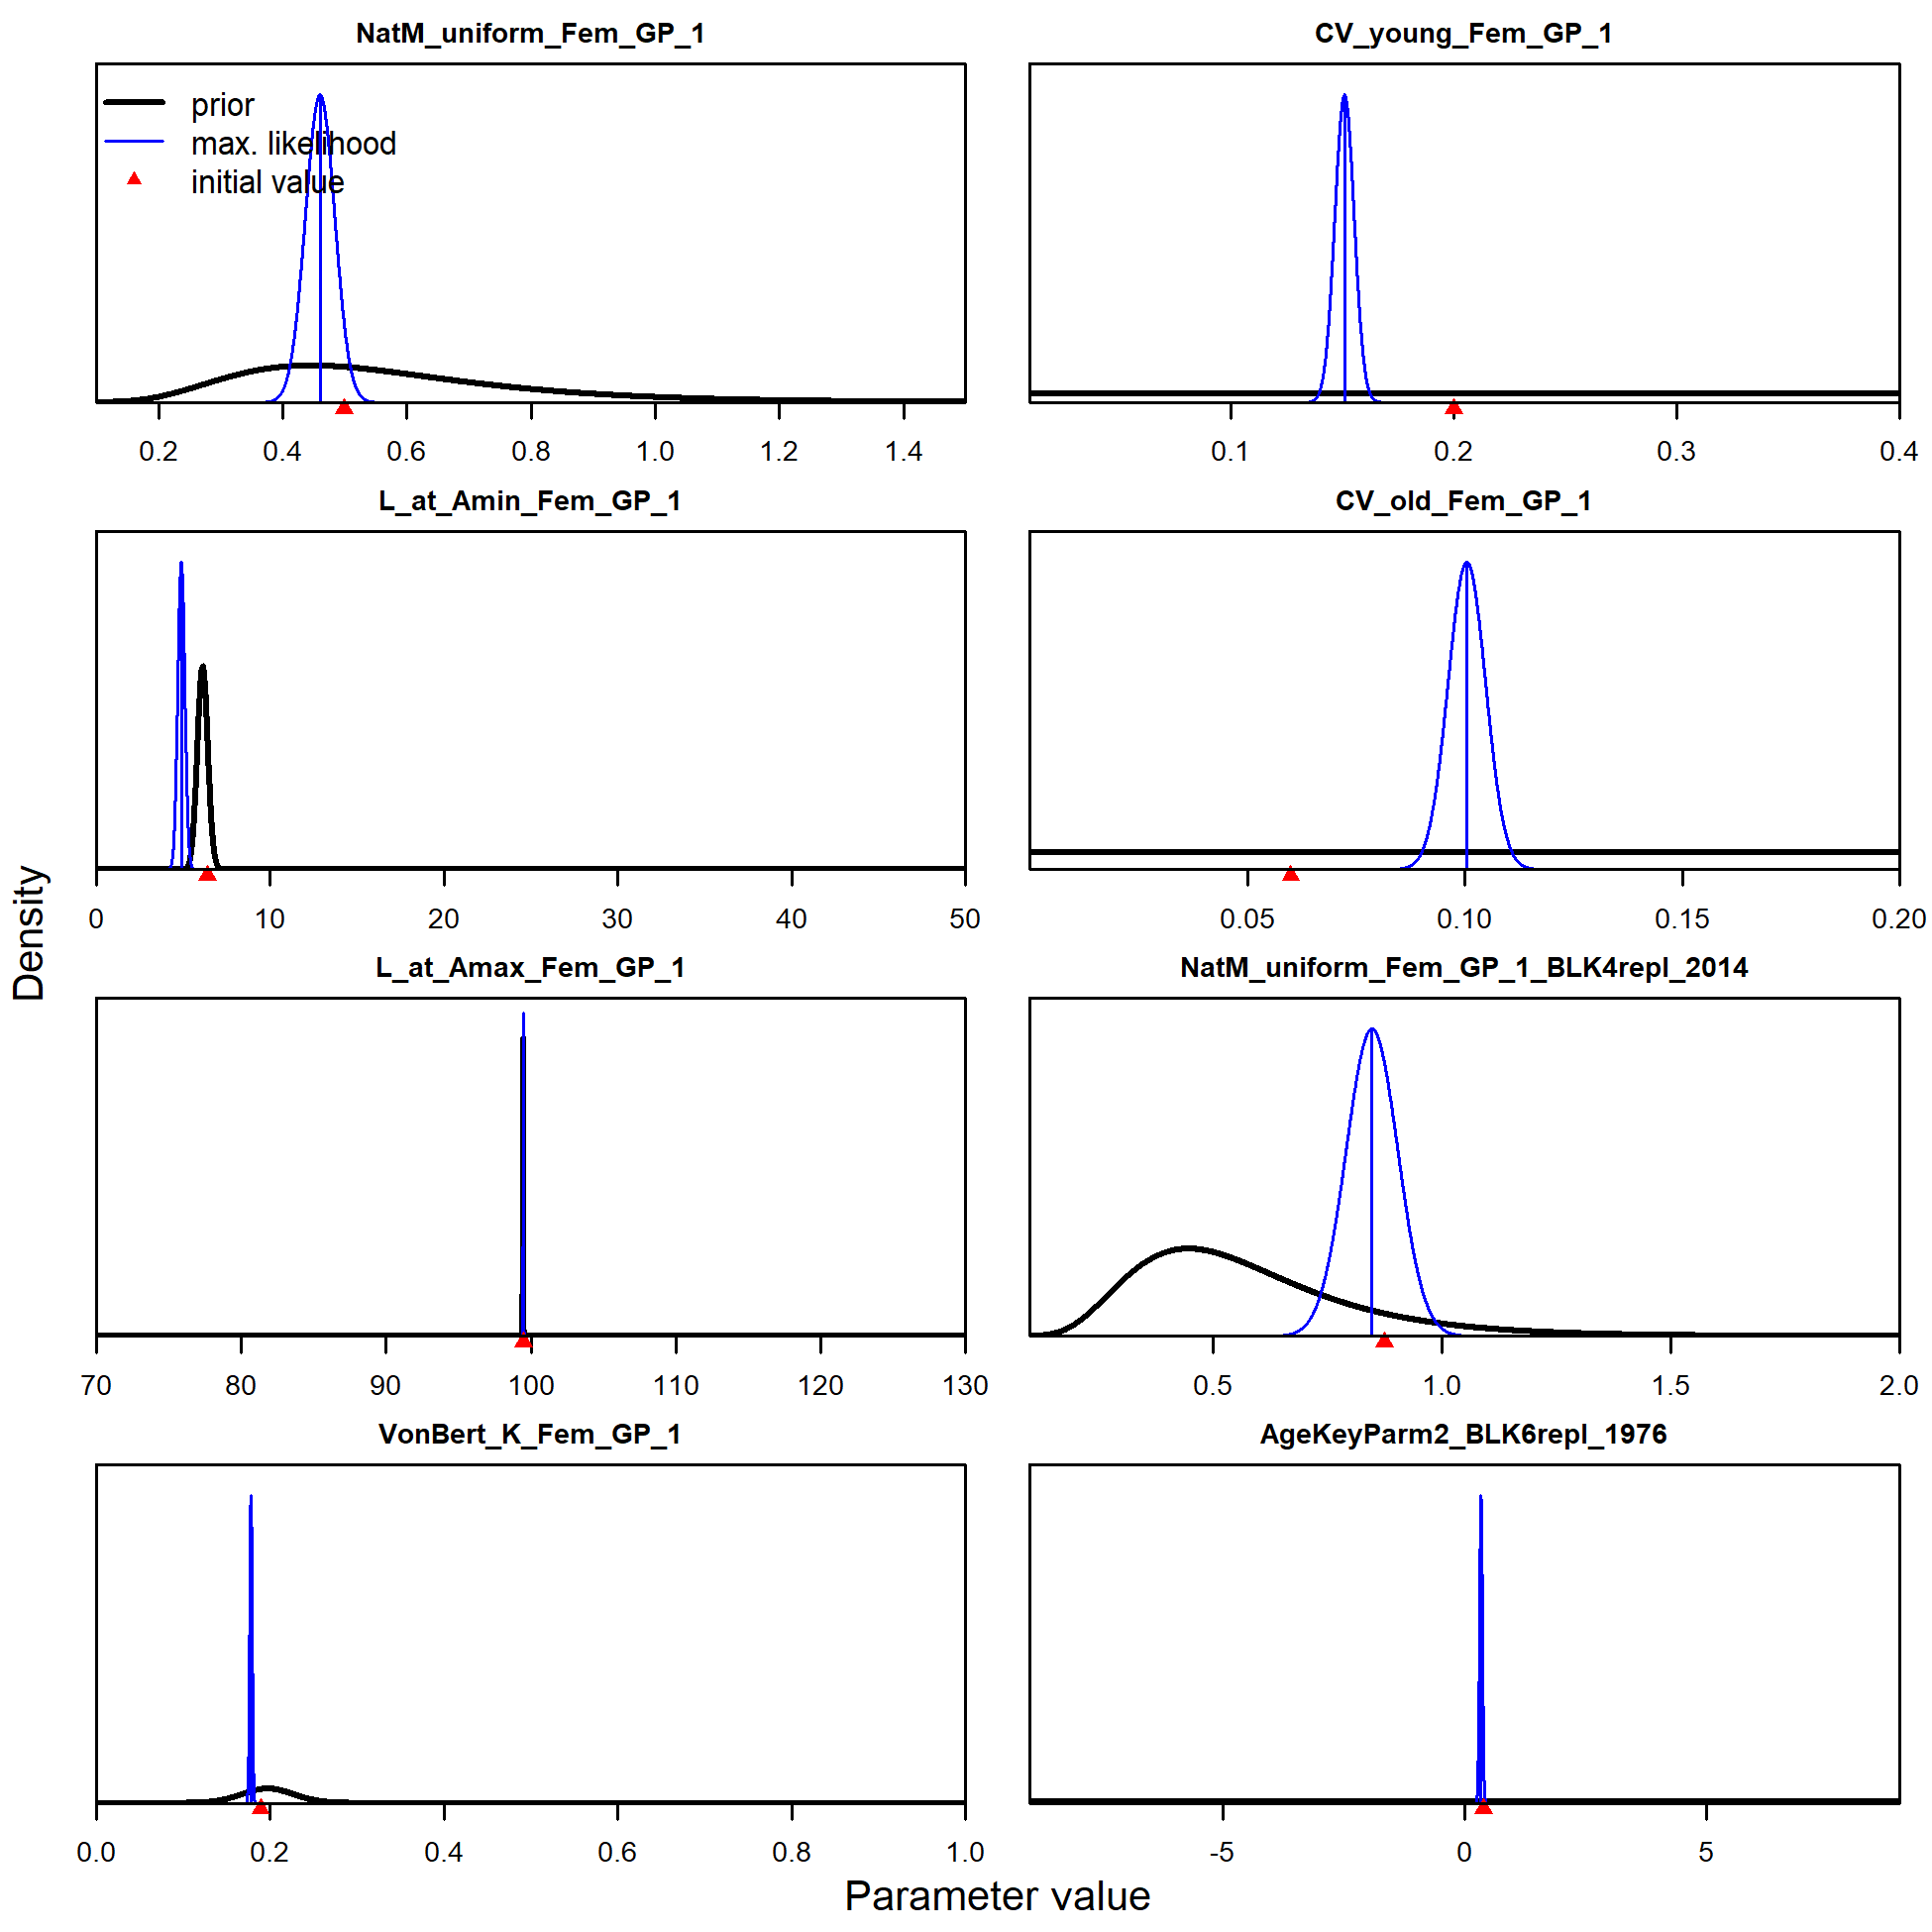 NatM_uniform_Fem_GP_1
prior
max. likelihood
initial value
0.2 0.4 0.6 0.8 1.0 1.2 1.4
CV_young_Fem_GP_1
0.1 0.2 0.3 0.4
L_at_Amin_Fem_GP_1
0 10 20 30 40 50
CV_old_Fem_GP_1
0.05 0.10 0.15 0.20
L_at_Amax_Fem_GP_1
70 80 90 100 110 120 130
NatM_uniform_Fem_GP_1_BLK4repl_2014
0.5 1.0 1.5 2.0
VonBert_K_Fem_GP_1
0.0 0.2 0.4 0.6 0.8 1.0
AgeKeyParm2_BLK6repl_1976
-5 0 5
Density
Parameter value